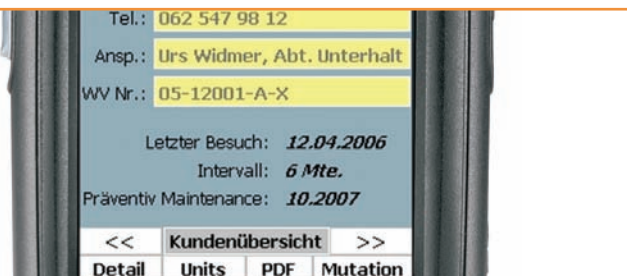 Tel.: 062 547 98 12
Ansp.: Urs Widmer, Abt. Unterhalt
WV Nr.: 05-12001-A-X
Letzter Besuch: 12.04.2006
Intervall: 6 Mte.
Präventiv Maintenance: 10.2007
<< Kundenübersicht >>
Detail Units PDF Mutation